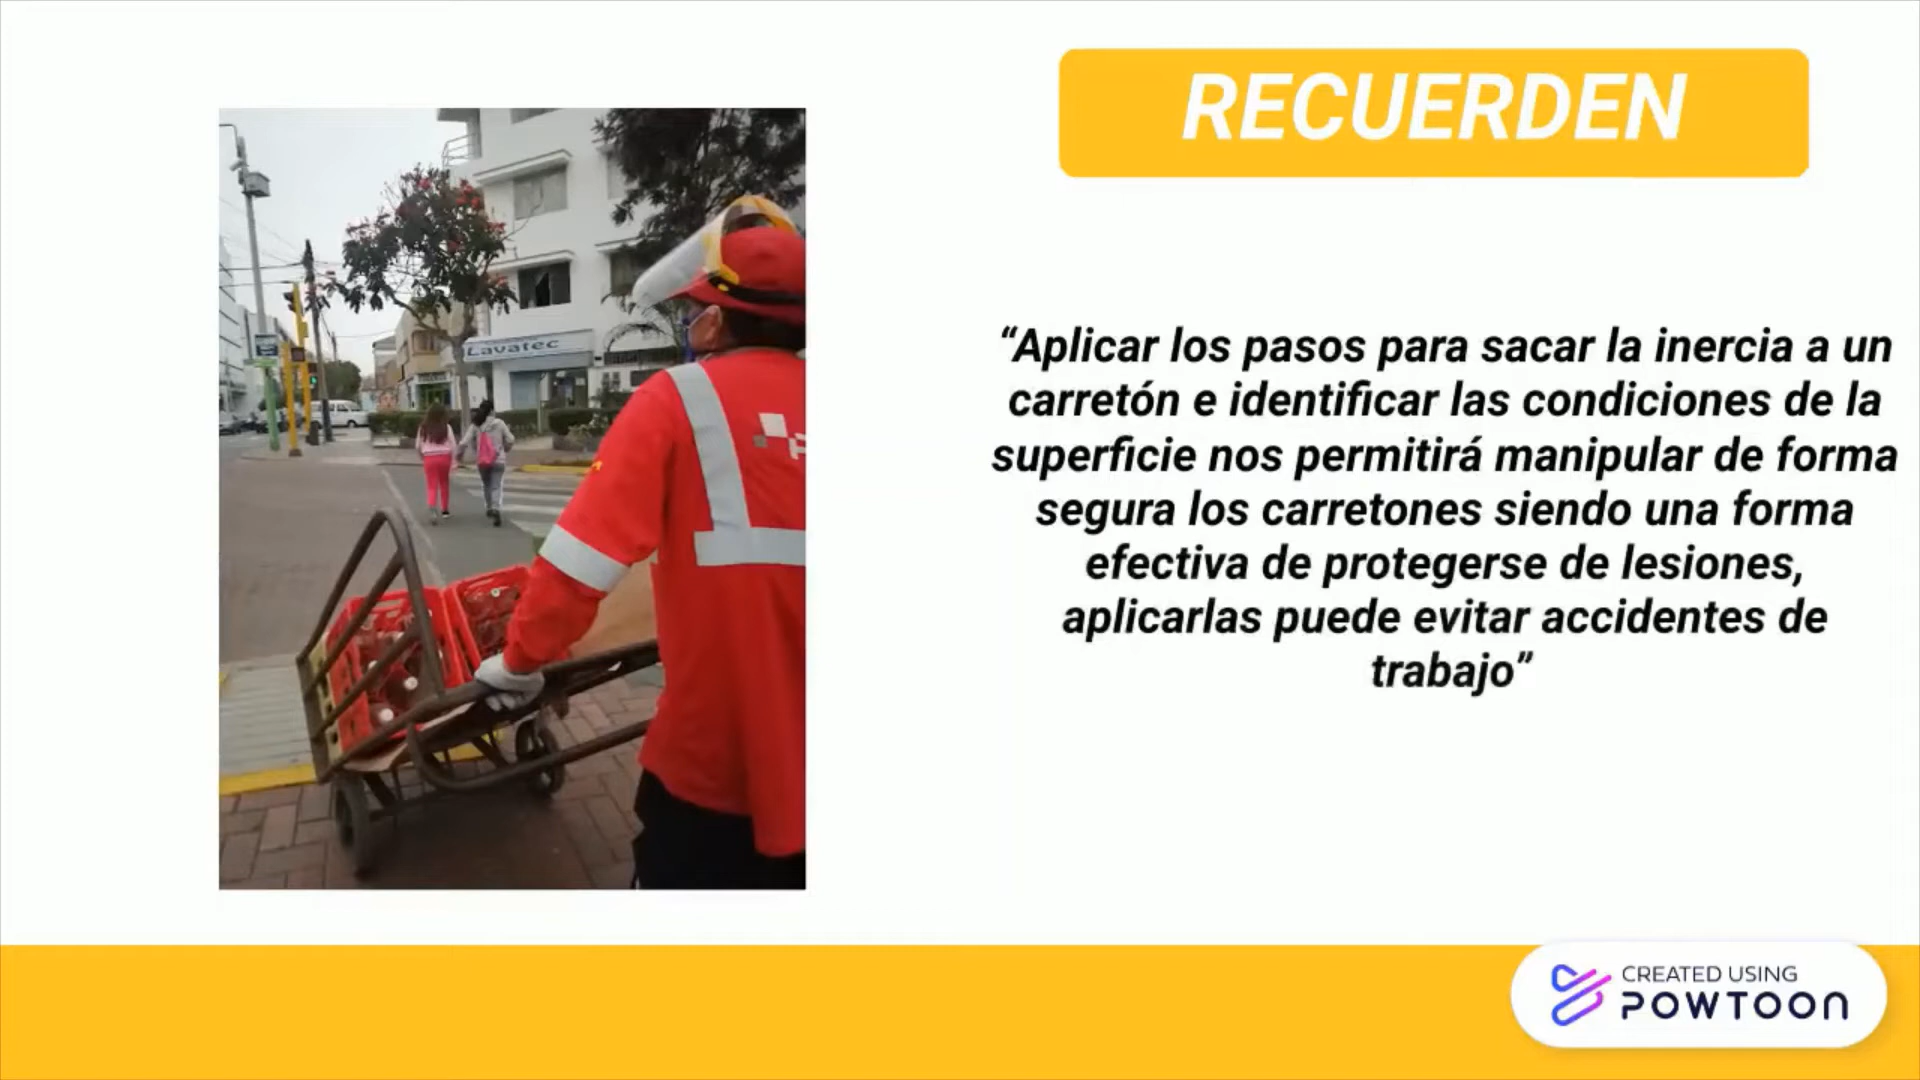 RECUERDEN
“Aplicar los pasos para sacar la inercia a un
carretón e identificar las condiciones de la
superficie nos permitirá manipular de forma
segura los carretones siendo una forma
efectiva de protegerse de lesiones,
aplicarlas puede evitar accidentes de
trabajo”
Lavatec
CREATED USING
POWTOON